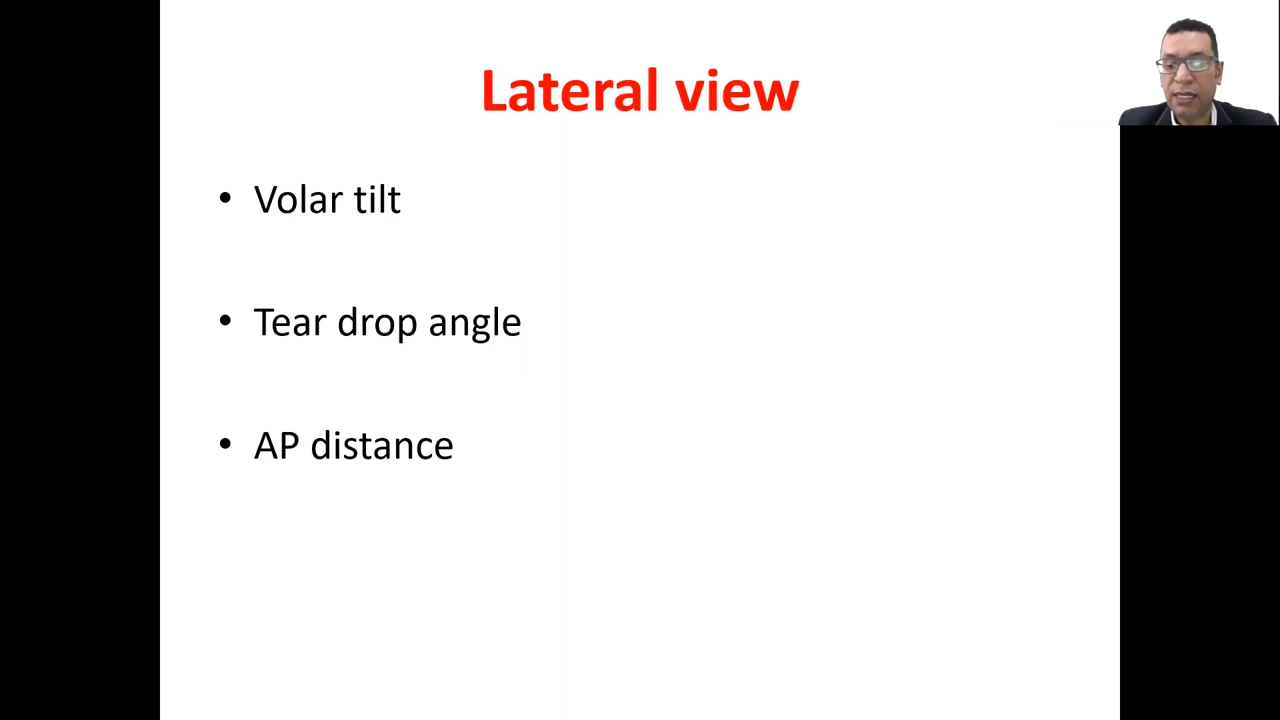 Lateral view
• Volar tilt
• Tear drop angle
• AP distance